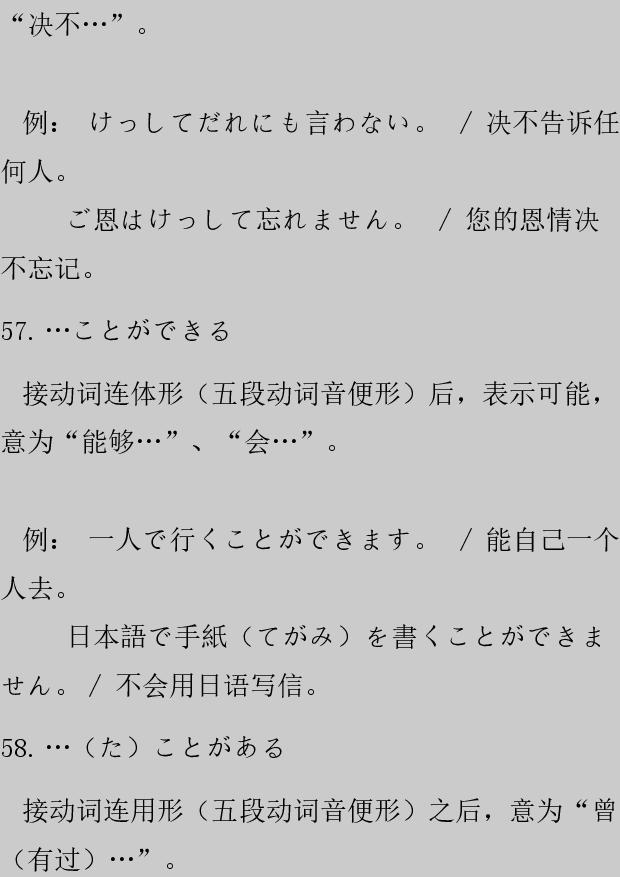 “决不…”。
例： けっしてだれにも言わない。 / 决不告诉任
何人。
ご恩はけっして忘れません。 / 您的恩情决
不忘记。
57. …ことができる
接动词连体形（五段动词音便形）后，表示可能，
意为“能够…”、“会…”。
例： 一人で行くことができます。 / 能自己一个
人去。
日本語で手紙（てがみ）を書くことができま
せん。/ 不会用日语写信。
58. …（た）ことがある
接动词连用形（五段动词音便形）之后，意为“曾
（有过）…”。